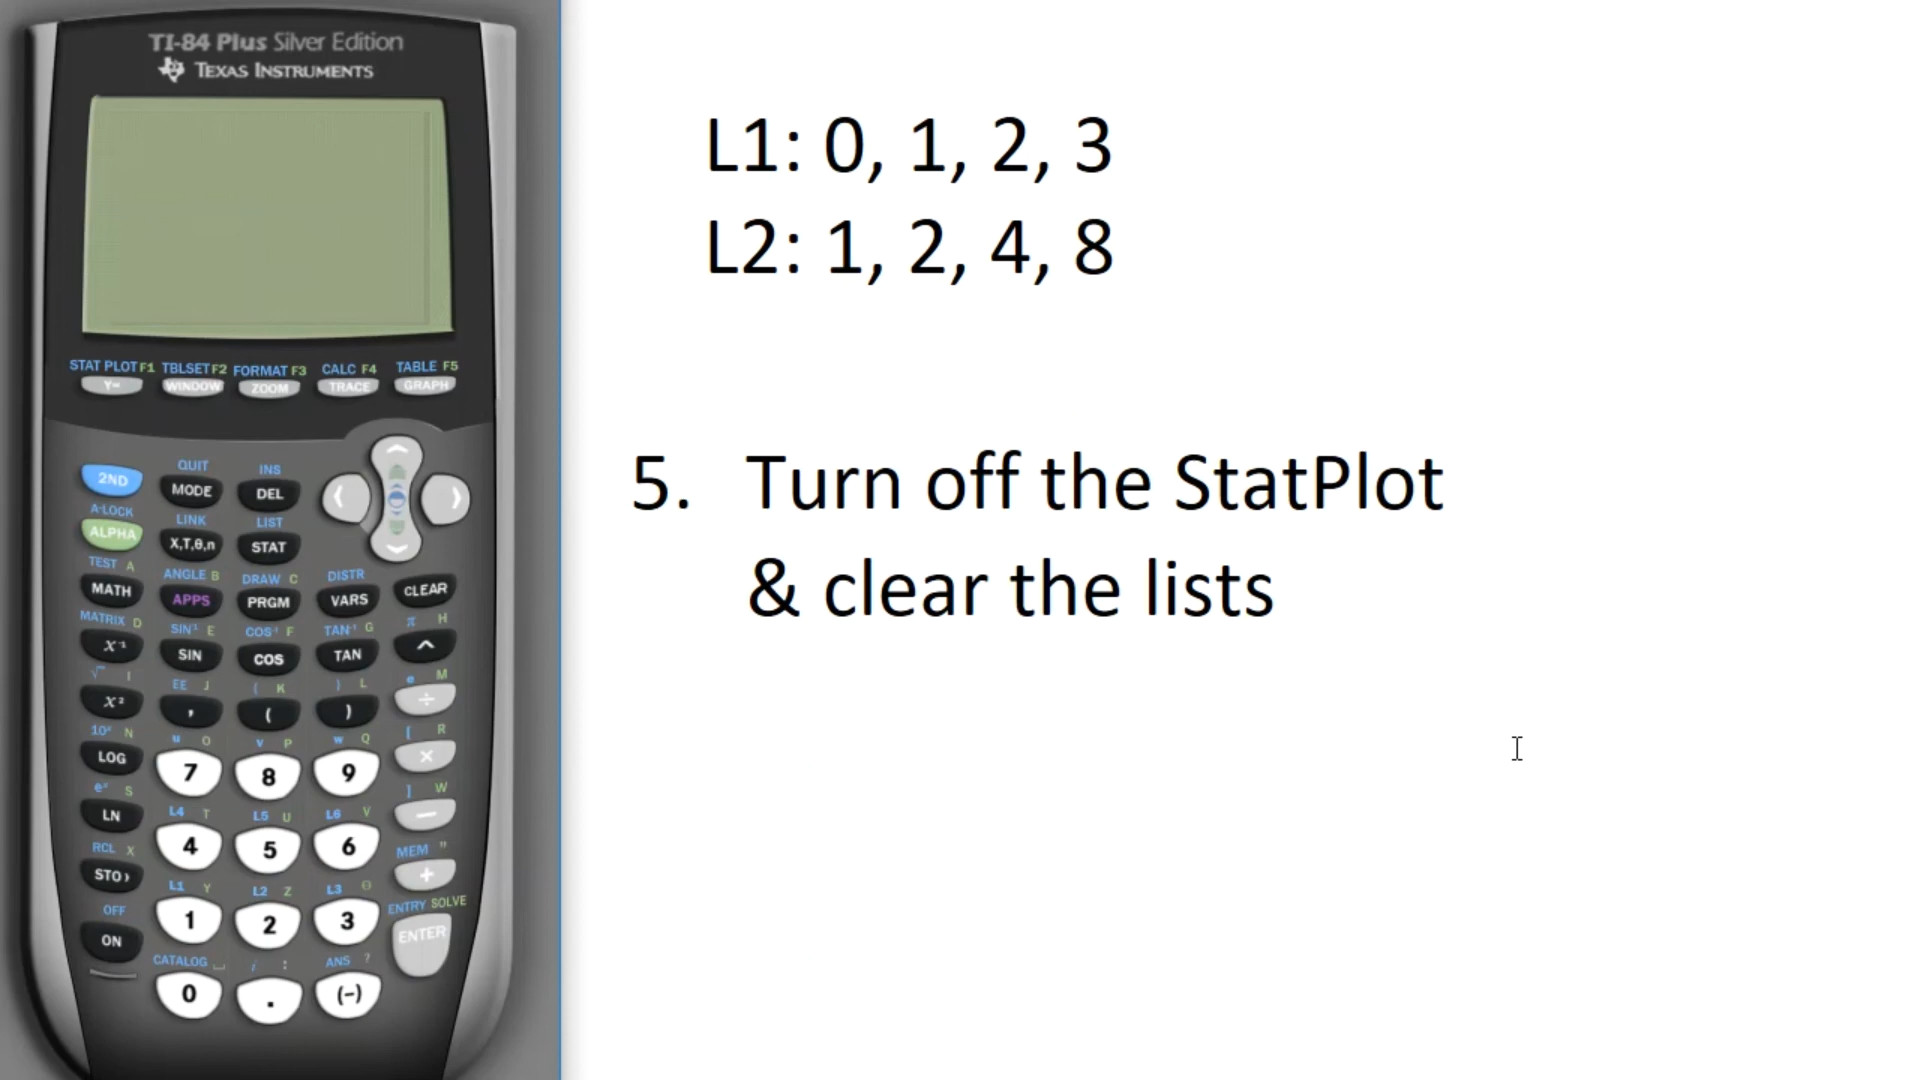 TI-84 Plus Silver Edition
TEXAS INSTRUMENTS
STAT PLOT F1 TBLSET F2 FORMAT F3 CALC F4 TABLE F5
Y= WINDOW ZOOM TRACE GRAPH
QUIT INS
2ND MODE DEL
A-LOCK LINK LIST
ALPHA X,T,θ,n STAT
TEST A ANGLE B DRAW C DISTR
MATH APPS PRGM VARS CLEAR
MATRIX D SIN⁻¹ E COS⁻¹ F TAN⁻¹ G π H
x⁻¹ SIN COS TAN ^
√ I EE J { K } L e M
x² , ( ) ÷
10ˣ N u O v P w Q [ R
LOG 7 8 9 ×
eˣ S L4 T L5 U L6 V ] W
LN 4 5 6 −
RCL X L1 Y L2 Z L3 θ MEM "
STO› 1 2 3 +
OFF CATALOG ⎵ i : ANS ? ENTRY SOLVE
ON 0 . (-) ENTER
L1: 0, 1, 2, 3
L2: 1, 2, 4, 8
5. Turn off the StatPlot
& clear the lists